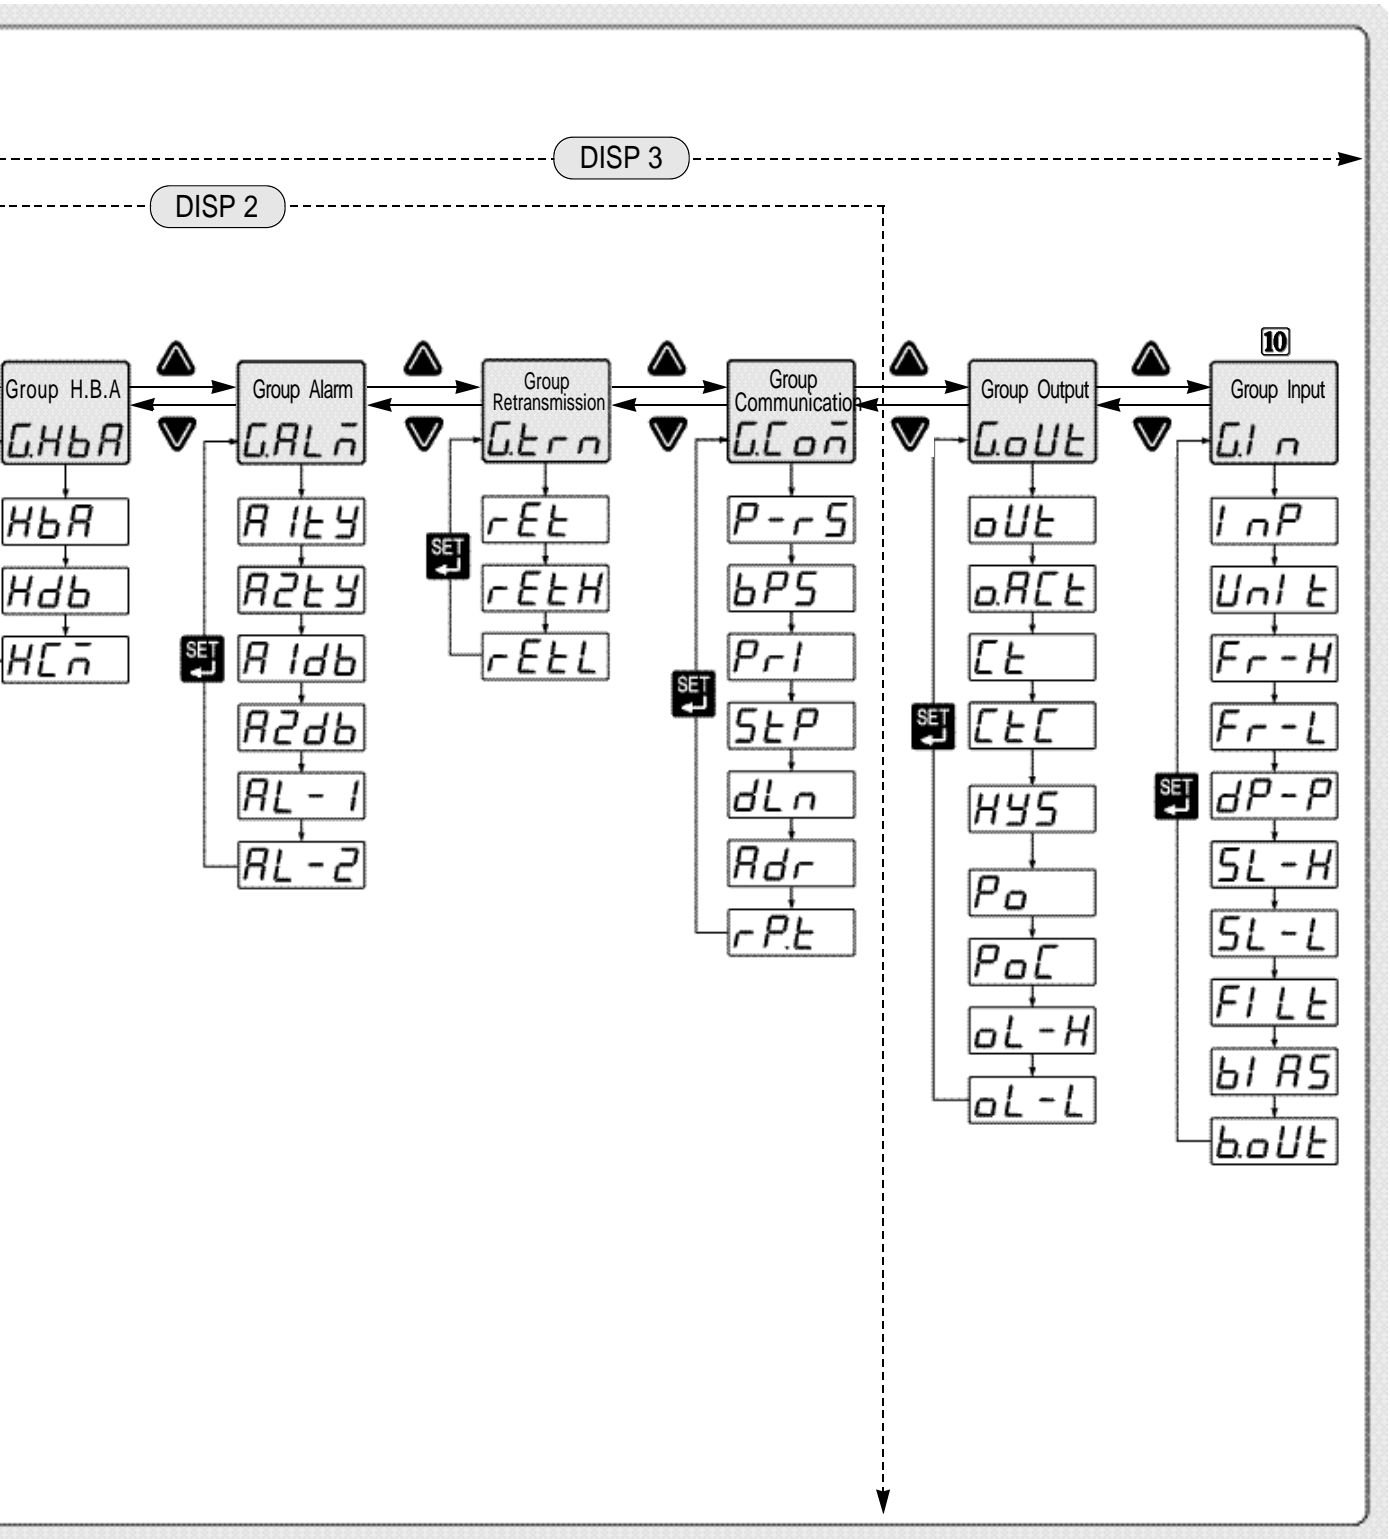 DISP 3
DISP 2
Group H.B.A
G.HbA
HbA
Hdb
HCm̄
Group Alarm
G.ALm̄
A1tY
A2tY
A1db
A2db
AL-1
AL-2
SET
Group
Retransmission
G.trn
rEt
rEtH
rEtL
SET
Group
Communication
G.Com̄
P-rS
bPS
PrI
StP
dLn
Adr
rP.t
SET
Group Output
G.oUt
oUt
o.ACt
Ct
CtC
HYS
Po
PoC
oL-H
oL-L
SET
10
Group Input
G.In
InP
UnIt
Fr-H
Fr-L
dP-P
SL-H
SL-L
FILt
bIAS
b.oUt
SET